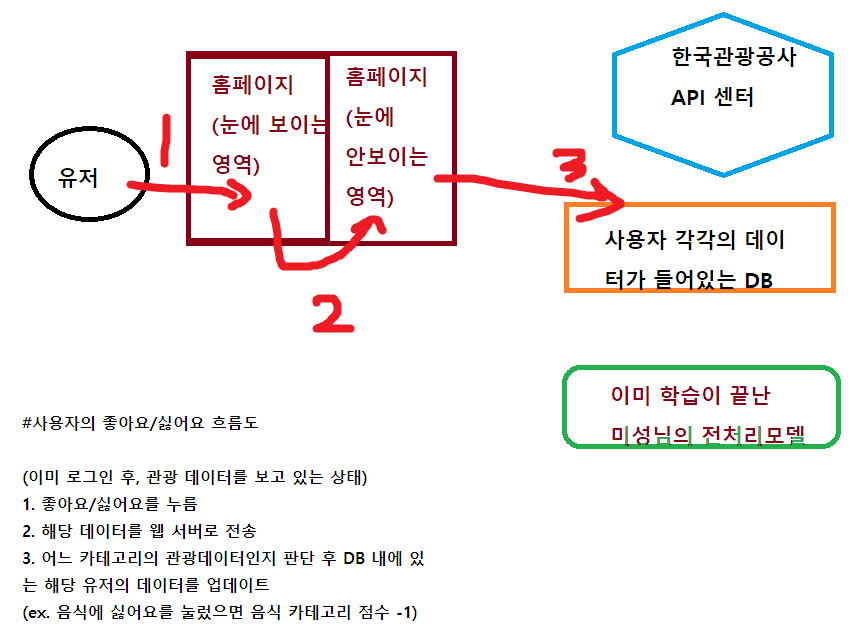 한국관광공사
API 센터
홈페이지
(눈에 보이는
영역)
홈페이지
(눈에
안보이는
영역)
1
3
유저
사용자 각각의 데이
터가 들어있는 DB
2
이미 학습이 끝난
미성님의 전처리모델
#사용자의 좋아요/싫어요 흐름도
(이미 로그인 후, 관광 데이터를 보고 있는 상태)
1. 좋아요/싫어요를 누름
2. 해당 데이터를 웹 서버로 전송
3. 어느 카테고리의 관광데이터인지 판단 후 DB 내에 있
는 해당 유저의 데이터를 업데이트
(ex. 음식에 싫어요를 눌렀으면 음식 카테고리 점수 -1)